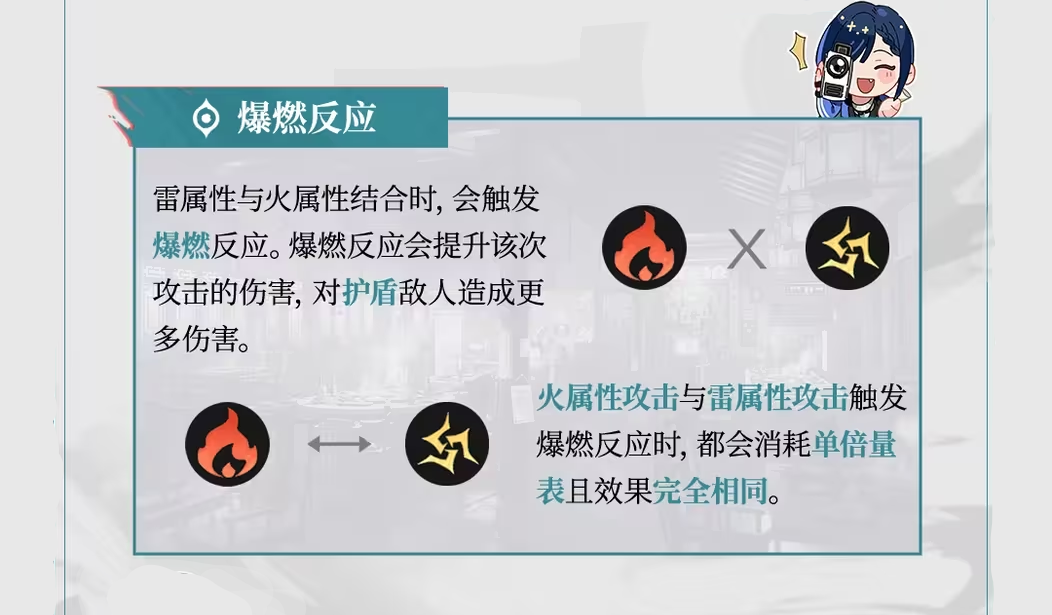 爆燃反应
雷属性与火属性结合时, 会触发
爆燃反应。爆燃反应会提升该次
攻击的伤害, 对护盾敌人造成更
多伤害。
X
火属性攻击与雷属性攻击触发
爆燃反应时, 都会消耗单倍量
表且效果完全相同。